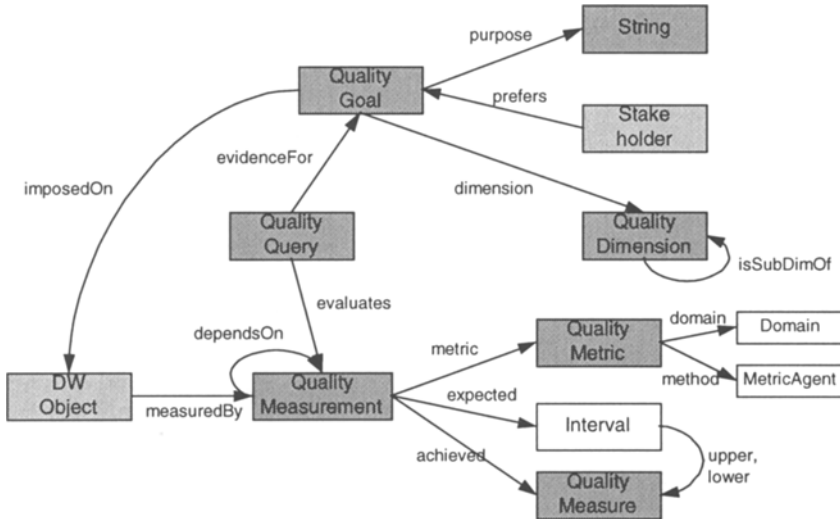 purpose
String
Quality
Goal
prefers
Stake
holder
evidenceFor
imposedOn
dimension
Quality
Query
Quality
Dimension
isSubDimOf
evaluates
dependsOn
metric
Quality
Metric
domain
Domain
method
MetricAgent
DW
Object
measuredBy
Quality
Measurement
expected
Interval
achieved
upper,
lower
Quality
Measure